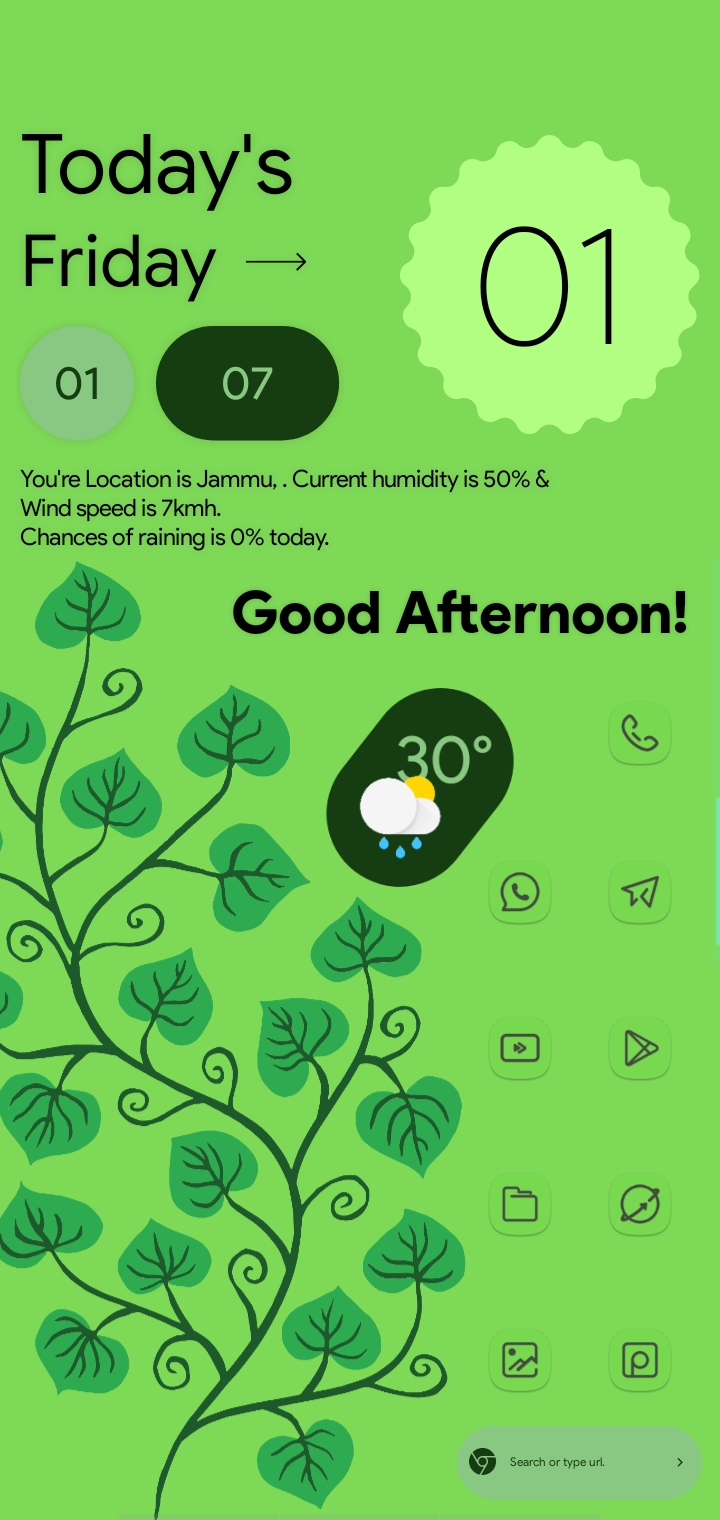 Today's
Friday
01
01
07
You're Location is Jammu, . Current humidity is 50% &
Wind speed is 7kmh.
Chances of raining is 0% today.
Good Afternoon!
30°
Search or type url.